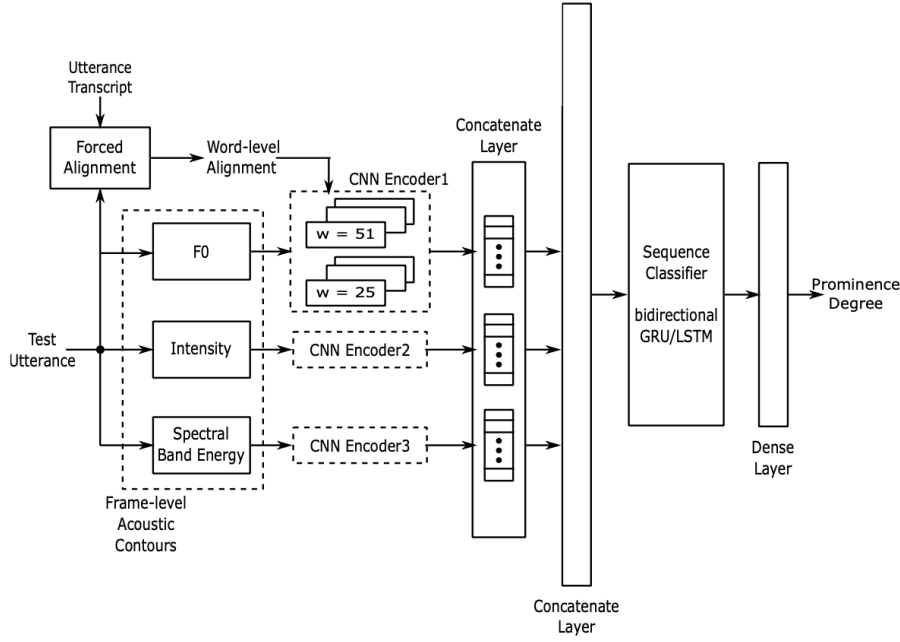 Utterance
Transcript
Forced
Alignment
Word-level
Alignment
CNN Encoder1
w = 51
w = 25
F0
Test
Utterance
Intensity
CNN Encoder2
Spectral
Band Energy
CNN Encoder3
Frame-level
Acoustic
Contours
Concatenate
Layer
Concatenate
Layer
Sequence
Classifier
bidirectional
GRU/LSTM
Dense
Layer
Prominence
Degree